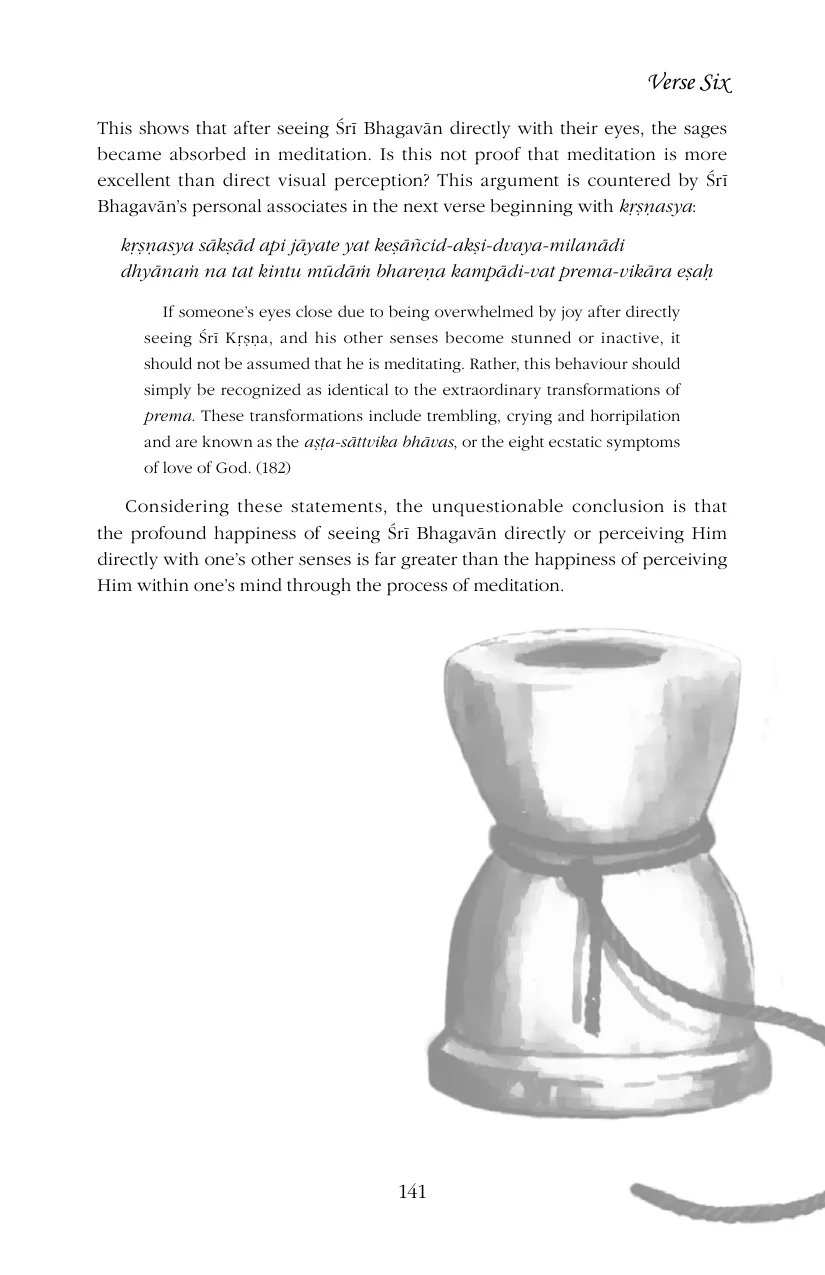 Verse Six
This shows that after seeing Śrī Bhagavān directly with their eyes, the sages
became absorbed in meditation. Is this not proof that meditation is more
excellent than direct visual perception? This argument is countered by Śrī
Bhagavān’s personal associates in the next verse beginning with kṛṣṇasya:
kṛṣṇasya sākṣād api jāyate yat keṣāñcid-akṣi-dvaya-milanādi
dhyānaṁ na tat kintu mūdāṁ bhareṇa kampādi-vat prema-vikāra eṣaḥ
If someone’s eyes close due to being overwhelmed by joy after directly
seeing Śrī Kṛṣṇa, and his other senses become stunned or inactive, it
should not be assumed that he is meditating. Rather, this behaviour should
simply be recognized as identical to the extraordinary transformations of
prema. These transformations include trembling, crying and horripilation
and are known as the aṣṭa-sāttvika bhāvas, or the eight ecstatic symptoms
of love of God. (182)
Considering these statements, the unquestionable conclusion is that
the profound happiness of seeing Śrī Bhagavān directly or perceiving Him
directly with one’s other senses is far greater than the happiness of perceiving
Him within one’s mind through the process of meditation.
141